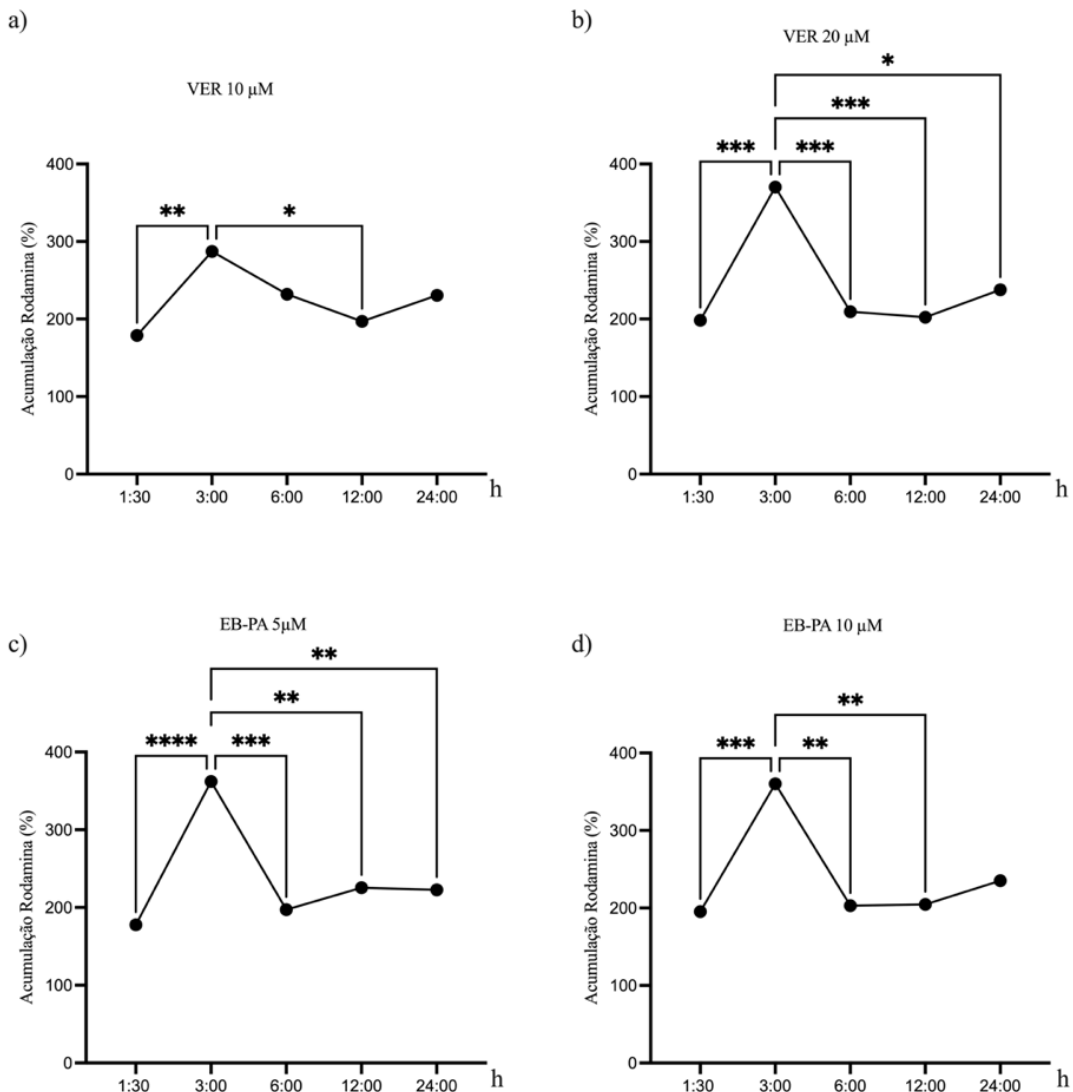 a)
VER 10 µM
** *
Acumulação Rodamina (%)
400
300
200
100
0
1:30 3:00 6:00 12:00 24:00 h
b)
VER 20 µM
*
***
*** ***
Acumulação Rodamina (%)
400
300
200
100
0
1:30 3:00 6:00 12:00 24:00 h
c)
EB-PA 5µM
**
**
**** ***
Acumulação Rodamina (%)
400
300
200
100
0
1:30 3:00 6:00 12:00 24:00 h
d)
EB-PA 10 µM
**
*** **
Acumulação Rodamina (%)
400
300
200
100
0
1:30 3:00 6:00 12:00 24:00 h